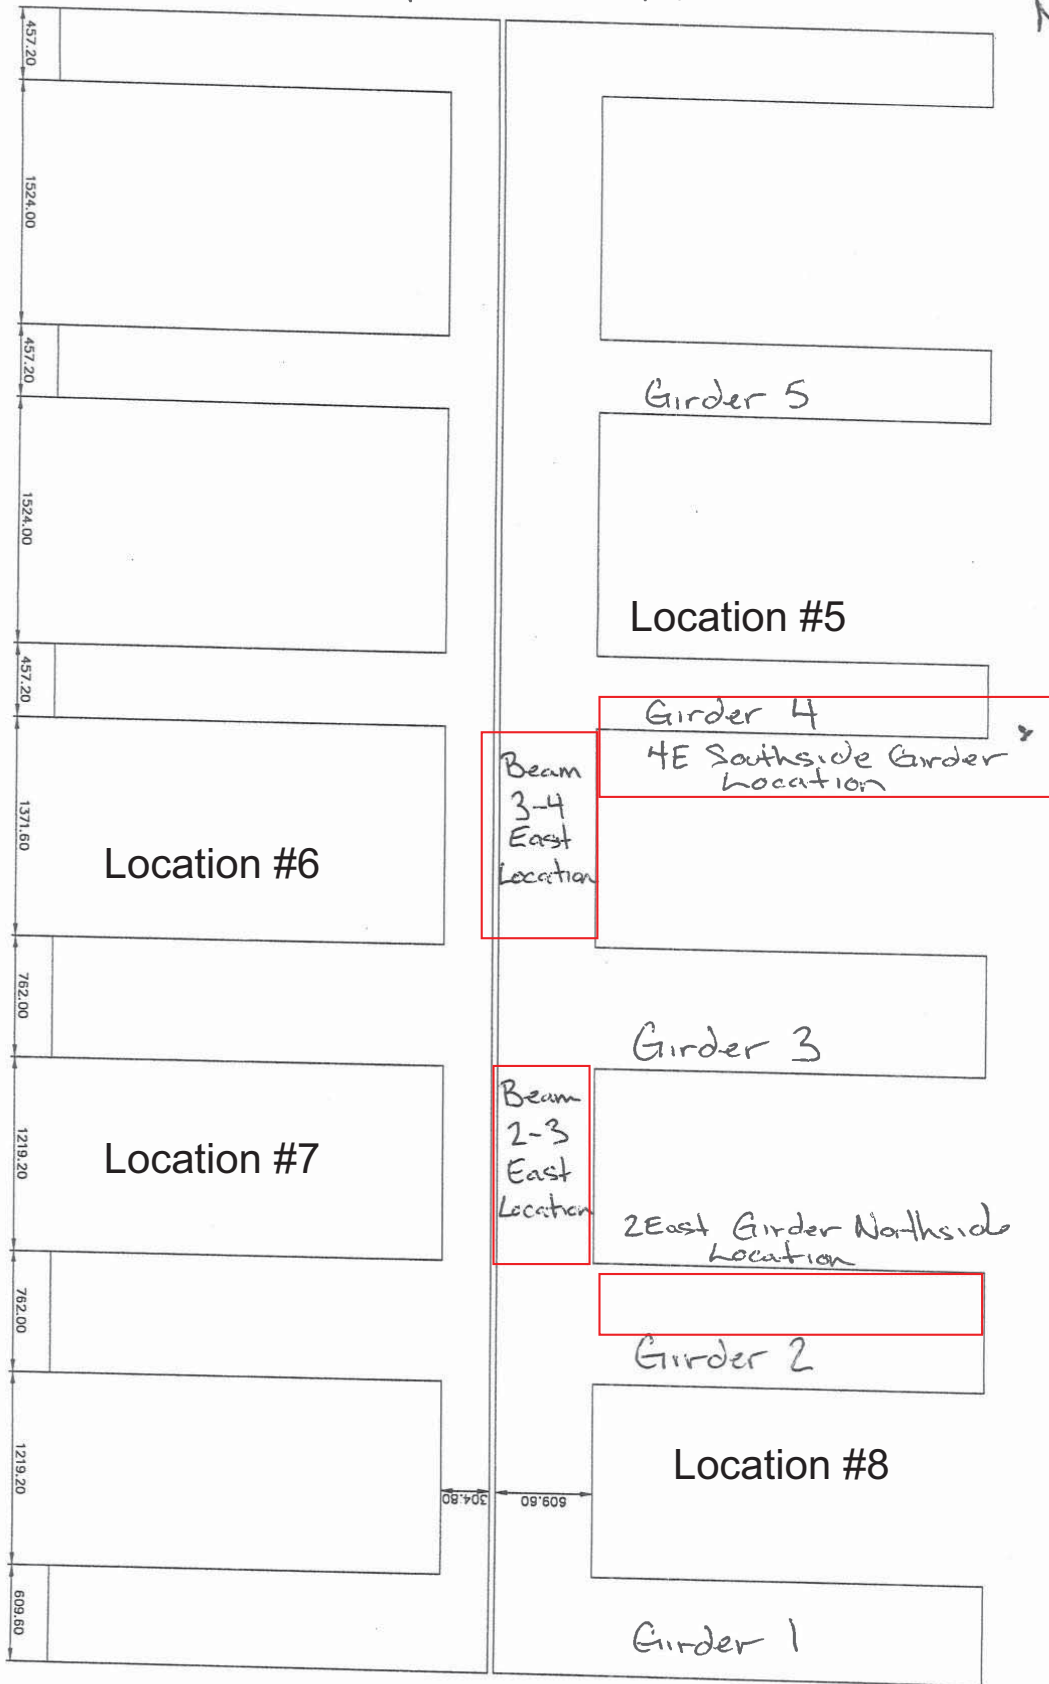 457.20
1524.00
457.20
Girder 5
1524.00
Location #5
457.20
Girder 4
4E Southside Girder
Location
Beam
3-4
East
Location
1371.60
Location #6
762.00
Girder 3
Beam
2-3
East
Location
1219.20
Location #7
2East Girder Northside
Location
762.00
Girder 2
Location #8
1219.20
304.80
609.60
609.60
Girder 1